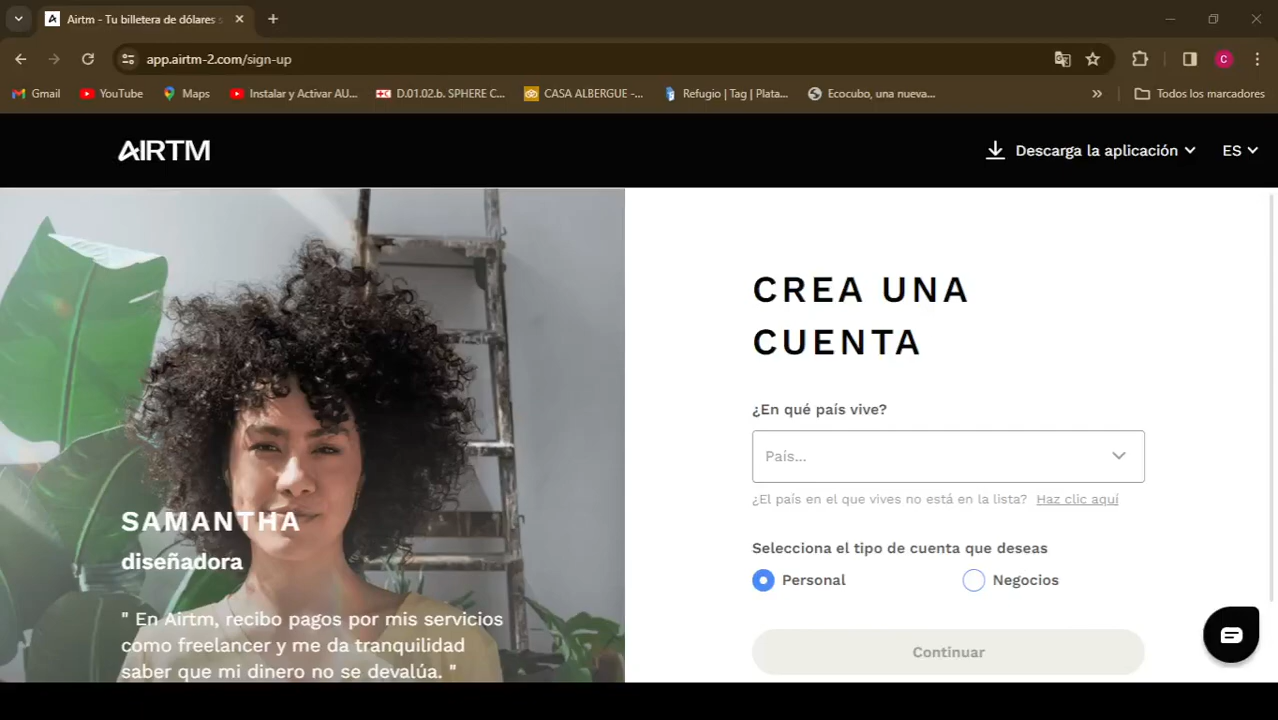 Airtm - Tu billetera de dólares
app.airtm-2.com/sign-up
C
Gmail
YouTube
Maps
Instalar y Activar AU...
D.01.02.b. SPHERE C...
CASA ALBERGUE -...
Refugio | Tag | Plata...
Ecocubo, una nueva...
»
Todos los marcadores
AIRTM
Descarga la aplicación
ES
CREA UNA
CUENTA
¿En qué país vive?
País...
¿El país en el que vives no está en la lista? Haz clic aquí
Selecciona el tipo de cuenta que deseas
Personal
Negocios
Continuar
SAMANTHA
diseñadora
" En Airtm, recibo pagos por mis servicios
como freelancer y me da tranquilidad
saber que mi dinero no se devalúa. "